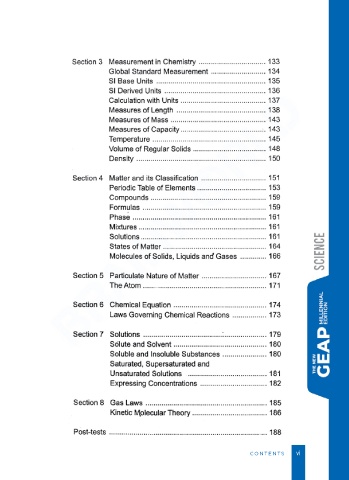 Section 3 Measurement in Chemistry ................................ 133
Global Standard Measurement .......................... 134
SI Base Units .................................................... 135
SI Derived Units ................................................ 136
Calculation with Units ........................................ 137
Measures of Length .......................................... 138
Measures of Mass ............................................. 143
Measures of Capacity ........................................ 143
Temperature ...................................................... 145
Volume of Regular Solids .................................. 148
Density .............................................................. 150
Section 4 Matter and its Classification .............................. 151
Periodic Table of Elements ................................ 153
Compounds ....................................................... 159
Formulas ........................................................... 159
Phase ................................................................ 161
Mixtures ............................................................. 161
Solutions ............................................................ 161
States of Matter ................................................. 164
Molecules of Solids, Liquids and Gases ............. 166
Section 5 Particulate Nature of Matter .............................. 167
The Atom ........................................................... 171
Section 6 Chemical Equation ............................................ 174
Laws Governing Chemical Reactions ................ 173
Section 7 Solutions ........................................................... 179
Solute and Solvent ............................................ 180
Soluble and Insoluble Substances ..................... 180
Saturated, Supersaturated and
Unsaturated Solutions ...................................... 181
Expressing Concentrations ................................ 182
Section 8 Gas Laws .......................................................... 185
Kinetic Molecular Theory .................................... 186
Post-tests ............................................................................ 188
CONTENTS vi
SCIENCE
THE NEW
GEAP MILLENNIAL
EDITION